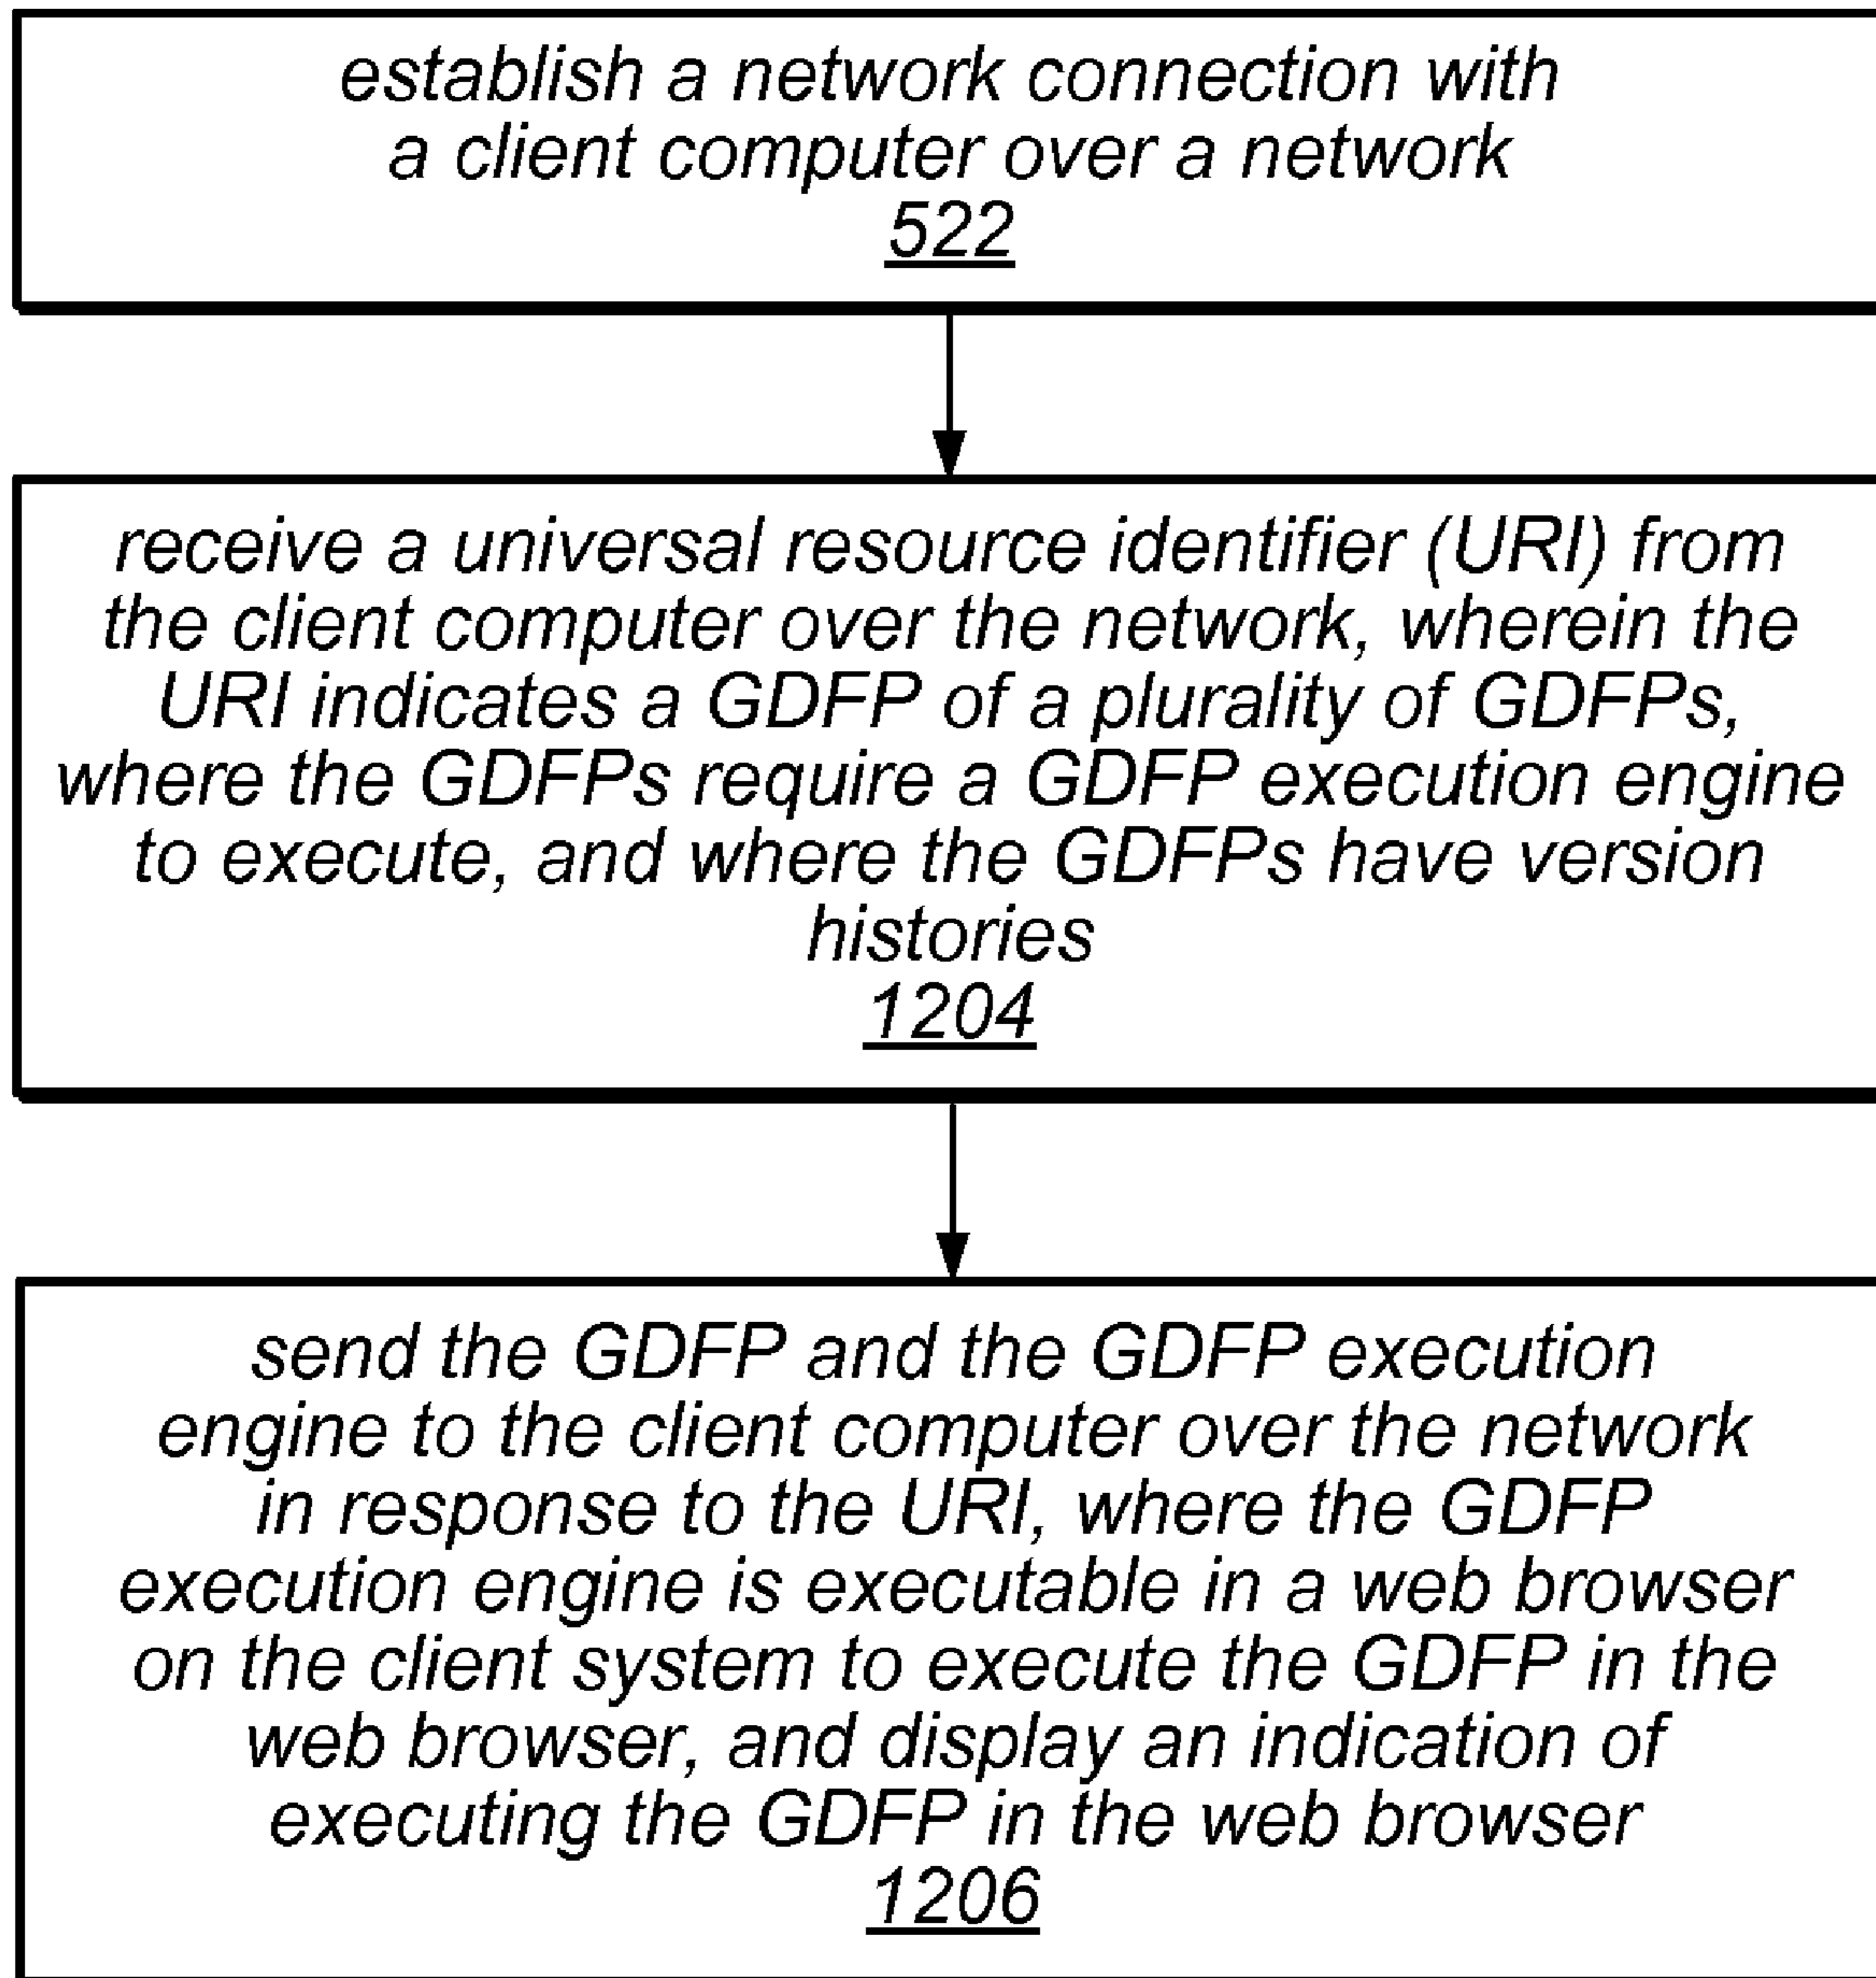 establish a network connection with
a client computer over a network
522
receive a universal resource identifier (URI) from
the client computer over the network, wherein the
URI indicates a GDFP of a plurality of GDFPs,
where the GDFPs require a GDFP execution engine
to execute, and where the GDFPs have version
histories
1204
send the GDFP and the GDFP execution
engine to the client computer over the network
in response to the URI, where the GDFP
execution engine is executable in a web browser
on the client system to execute the GDFP in the
web browser, and display an indication of
executing the GDFP in the web browser
1206